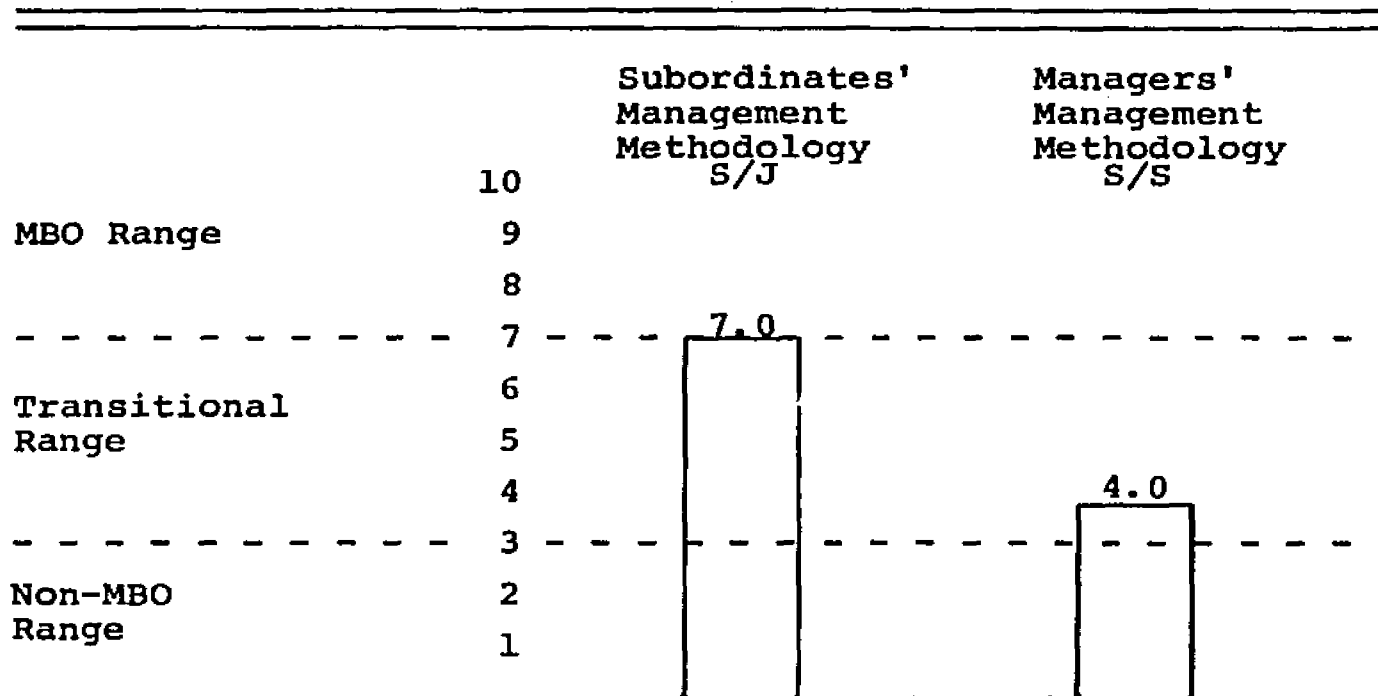 Subordinates' Managers'
Management Management
Methodology Methodology
S/J S/S
10
MBO Range 9
8
7.0
7
6
Transitional
Range 5
4 4.0
3
Non-MBO 2
Range
1